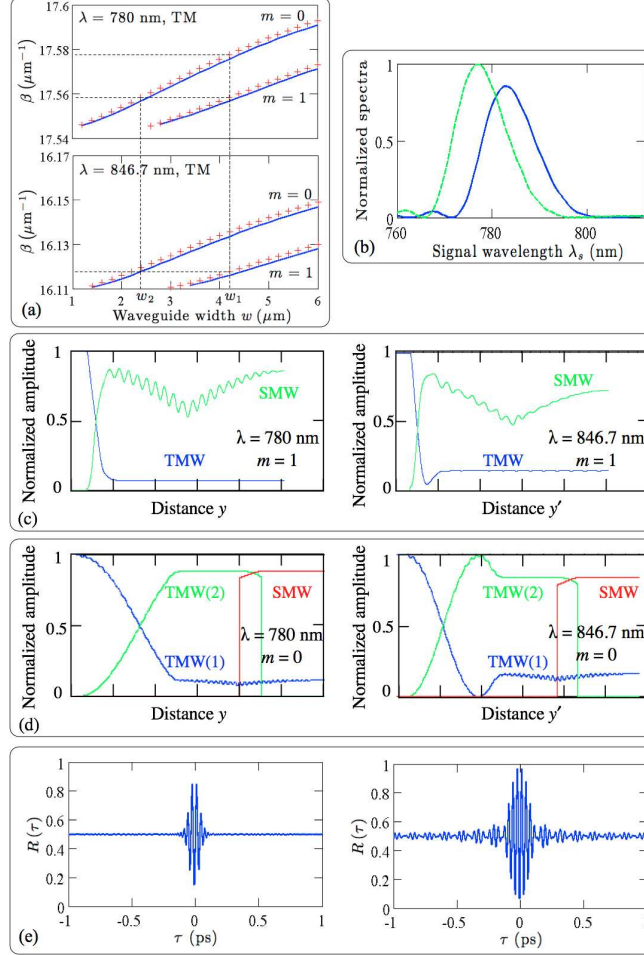 17.6
λ = 780 nm, TM
m = 0
17.58
β (μm⁻¹)
17.56
m = 1
17.54
16.17
λ = 846.7 nm, TM
m = 0
16.15
β (μm⁻¹)
16.13
m = 1
16.11
1 2 w₂ 3 4 w₁ 5 6
(a) Waveguide width w (μm)
1
Normalized spectra
0.5
0
760 780 800
Signal wavelength λs (nm)
(b)
1
Normalized amplitude
SMW
0.5
λ = 780 nm
TMW
m = 1
0
(c)
Distance y
1
Normalized amplitude
SMW
0.5
λ = 846.7 nm
TMW
m = 1
0
Distance y′
1
Normalized amplitude
TMW(2)
SMW
0.5
λ = 780 nm
TMW(1)
m = 0
0
(d)
Distance y
1
Normalized amplitude
TMW(2)
SMW
0.5
λ = 846.7 nm
TMW(1)
m = 0
0
Distance y′
1
0.8
0.6
R (τ)
0.4
0.2
0
-1 -0.5 0 0.5 1
(e)
τ (ps)
1
0.8
0.6
R (τ)
0.4
0.2
0
-1 -0.5 0 0.5 1
τ (ps)